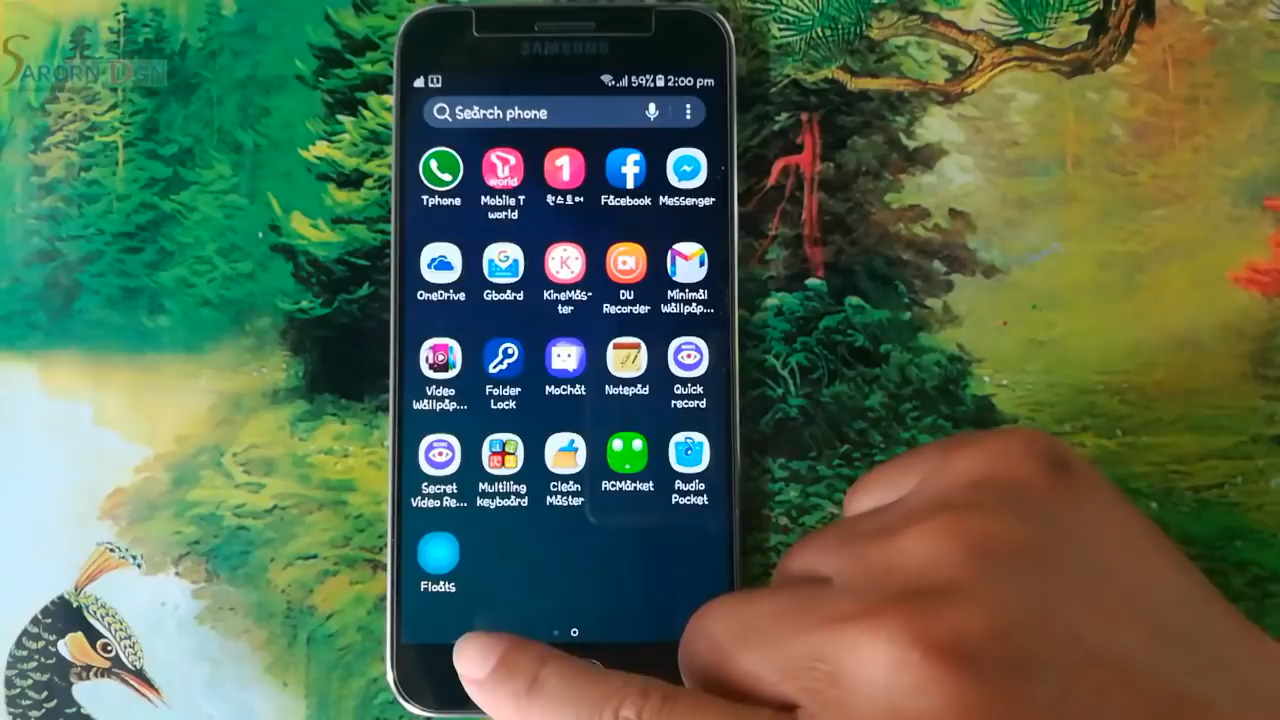 SARORN DGN
SAMSUNG
59% 2:00 pm
Search phone
Tphone
Mobile T
world
원스토어
Facebook
Messenger
OneDrive
Gboard
KineMas-
ter
DU
Recorder
Minimal
Wallpap...
Video
Wallpap...
Folder
Lock
MoChat
Notepad
Quick
record
Secret
Video Re...
Multiling
keyboard
Clean
Master
ACMarket
Audio
Pocket
Floats